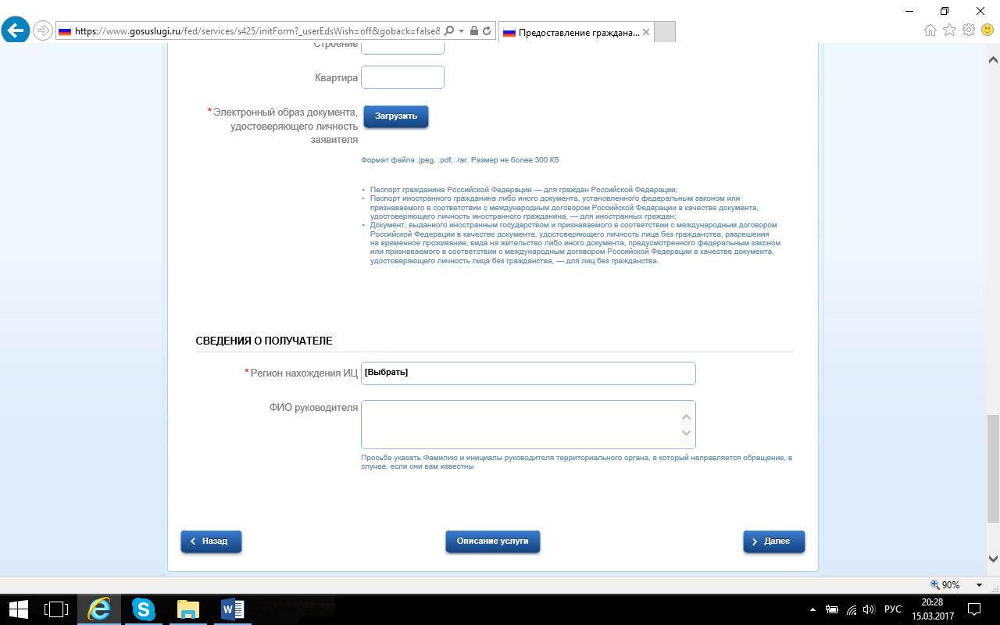 https://www.gosuslugi.ru/fed/services/s425/initForm?_userEdsWish=off&goback=false&
Предоставление граждана...
Строение
Квартира
* Электронный образ документа,
удостоверяющего личность
заявителя
Загрузить
Формат файла .jpeg, .pdf, .rar. Размер не более 300 Кб
• Паспорт гражданина Российской Федерации — для граждан Российской Федерации;
• Паспорт иностранного гражданина либо иного документа, установленного федеральным законом или
признаваемого в соответствии с международным договором Российской Федерации в качестве документа,
удостоверяющего личность иностранного гражданина, — для иностранных граждан;
• Документ, выданного иностранным государством и признаваемого в соответствии с международным договором
Российской Федерации в качестве документа, удостоверяющего личность лица без гражданства, разрешения
на временное проживание, вида на жительство либо иного документа, предусмотренного федеральным законом
или признаваемого в соответствии с международным договором Российской Федерации в качестве документа,
удостоверяющего личность лица без гражданства, — для лиц без гражданства.
СВЕДЕНИЯ О ПОЛУЧАТЕЛЕ
* Регион нахождения ИЦ
[Выбрать]
ФИО руководителя
Просьба указать Фамилию и инициалы руководителя территориального органа, в который направляется обращение, в
случае, если они вам известны
Назад
Описание услуги
Далее
90%
РУС
20:28
15.03.2017